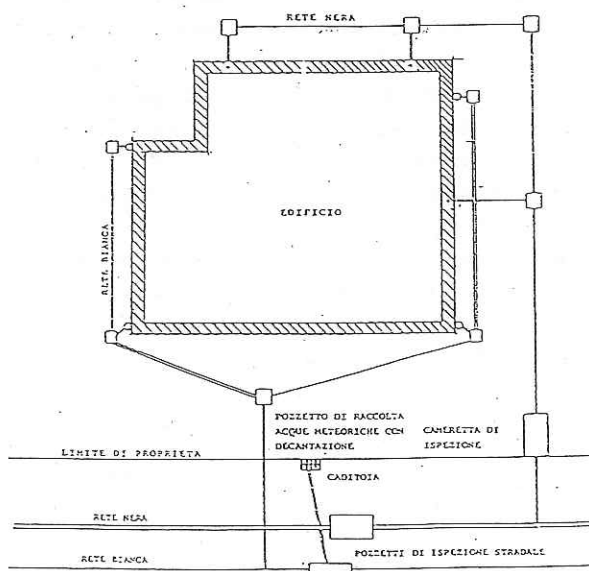 RETE NERA
EDIFICIO
RETE BIANCA
POZZETTO DI RACCOLTA
ACQUE METEORICHE CON
DECANTAZIONE
CAMERETTA DI
ISPEZIONE
LIMITE DI PROPRIETA
CADITOIA
RETE NERA
POZZETTI DI ISPEZIONE STRADALE
RETE BIANCA